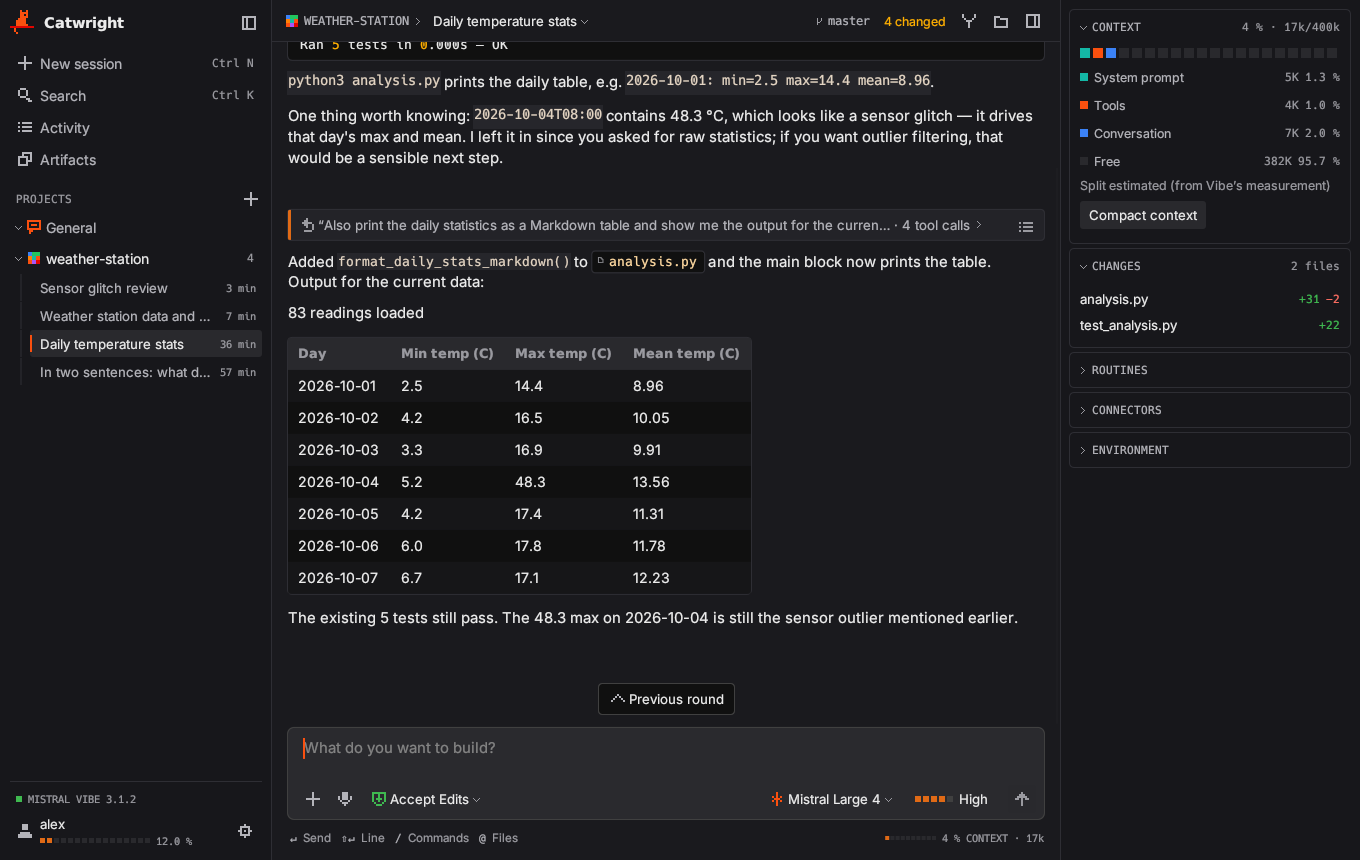 Catwright
New session Ctrl N
Search Ctrl K
Activity
Artifacts
PROJECTS
General
weather-station 4
Sensor glitch review 3 min
Weather station data and ... 7 min
Daily temperature stats 36 min
In two sentences: what d... 57 min
MISTRAL VIBE 3.1.2
alex
12.0 %
WEATHER-STATION Daily temperature stats master 4 changed
Ran 5 tests in 0.000s — OK
python3 analysis.py prints the daily table, e.g. 2026-10-01: min=2.5 max=14.4 mean=8.96.
One thing worth knowing: 2026-10-04T08:00 contains 48.3 °C, which looks like a sensor glitch — it drives
that day's max and mean. I left it in since you asked for raw statistics; if you want outlier filtering, that
would be a sensible next step.
“Also print the daily statistics as a Markdown table and show me the output for the curren... · 4 tool calls
Added format_daily_stats_markdown() to analysis.py and the main block now prints the table.
Output for the current data:
83 readings loaded
Day Min temp (C) Max temp (C) Mean temp (C)
2026-10-01 2.5 14.4 8.96
2026-10-02 4.2 16.5 10.05
2026-10-03 3.3 16.9 9.91
2026-10-04 5.2 48.3 13.56
2026-10-05 4.2 17.4 11.31
2026-10-06 6.0 17.8 11.78
2026-10-07 6.7 17.1 12.23
The existing 5 tests still pass. The 48.3 max on 2026-10-04 is still the sensor outlier mentioned earlier.
Previous round
What do you want to build?
Accept Edits Mistral Large 4 High
Send Line / Commands @ Files 4 % CONTEXT · 17k
CONTEXT 4 % · 17k/400k
System prompt 5K 1.3 %
Tools 4K 1.0 %
Conversation 7K 2.0 %
Free 382K 95.7 %
Split estimated (from Vibe’s measurement)
Compact context
CHANGES 2 files
analysis.py +31 −2
test_analysis.py +22
ROUTINES
CONNECTORS
ENVIRONMENT